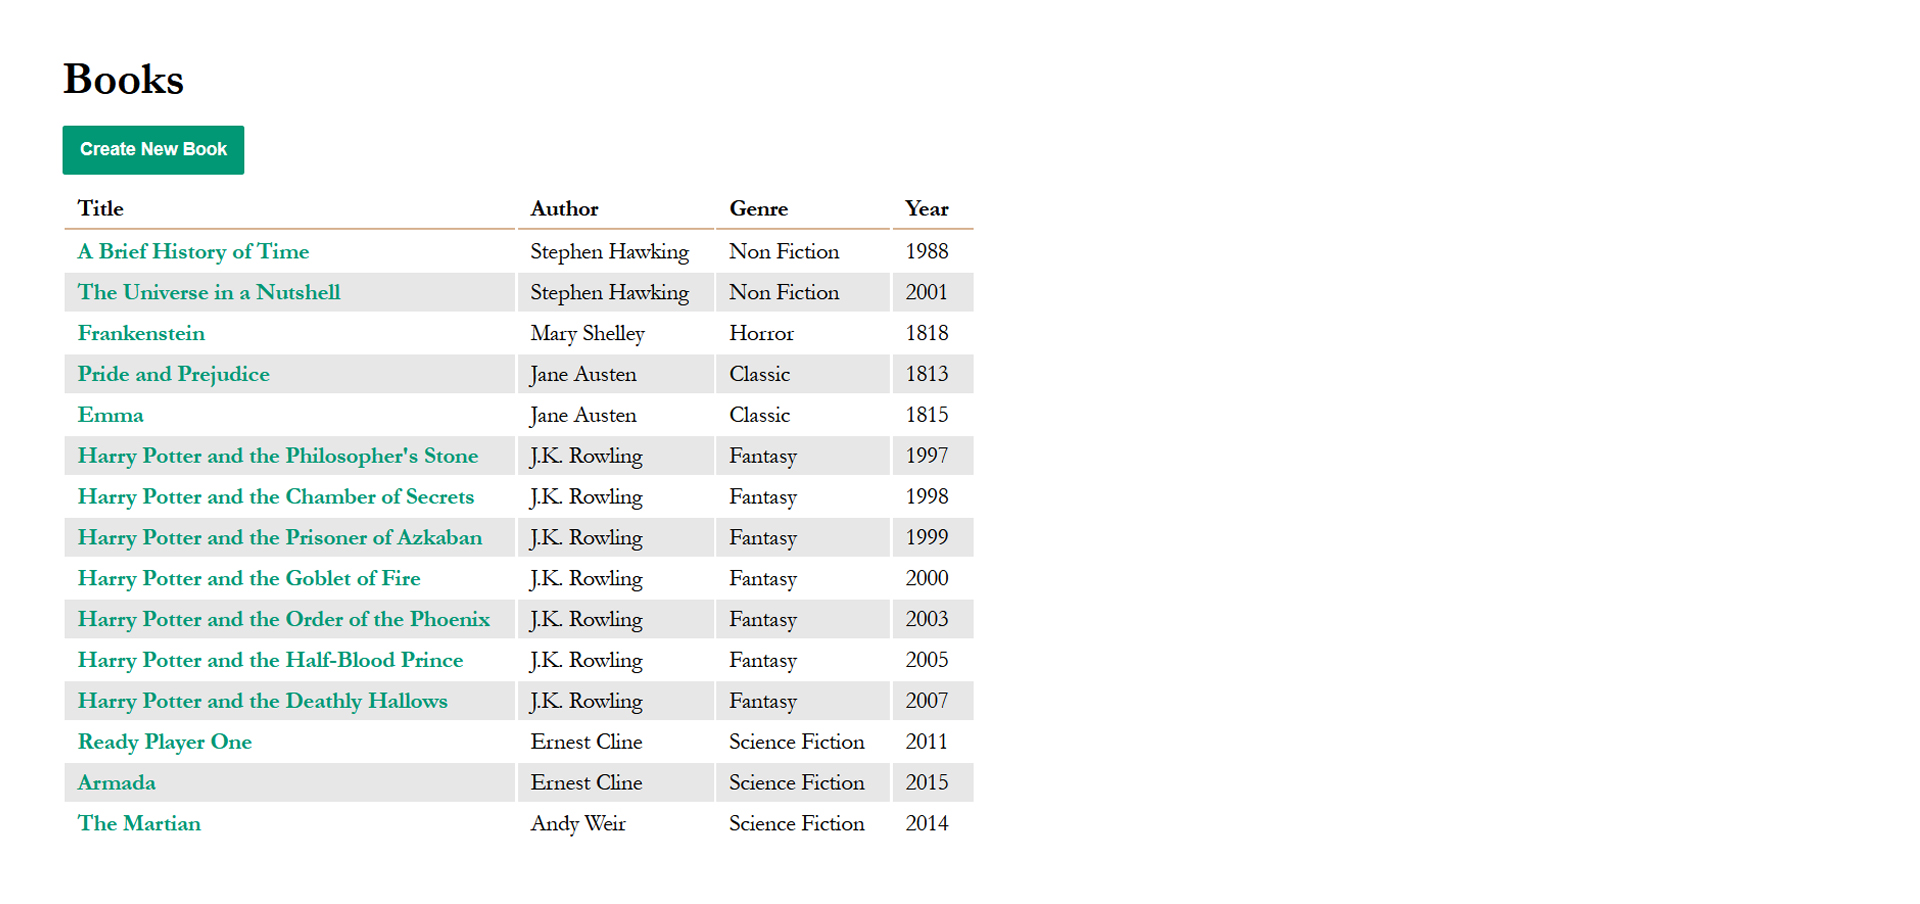 Books
Create New Book
Title Author Genre Year
A Brief History of Time Stephen Hawking Non Fiction 1988
The Universe in a Nutshell Stephen Hawking Non Fiction 2001
Frankenstein Mary Shelley Horror 1818
Pride and Prejudice Jane Austen Classic 1813
Emma Jane Austen Classic 1815
Harry Potter and the Philosopher's Stone J.K. Rowling Fantasy 1997
Harry Potter and the Chamber of Secrets J.K. Rowling Fantasy 1998
Harry Potter and the Prisoner of Azkaban J.K. Rowling Fantasy 1999
Harry Potter and the Goblet of Fire J.K. Rowling Fantasy 2000
Harry Potter and the Order of the Phoenix J.K. Rowling Fantasy 2003
Harry Potter and the Half-Blood Prince J.K. Rowling Fantasy 2005
Harry Potter and the Deathly Hallows J.K. Rowling Fantasy 2007
Ready Player One Ernest Cline Science Fiction 2011
Armada Ernest Cline Science Fiction 2015
The Martian Andy Weir Science Fiction 2014